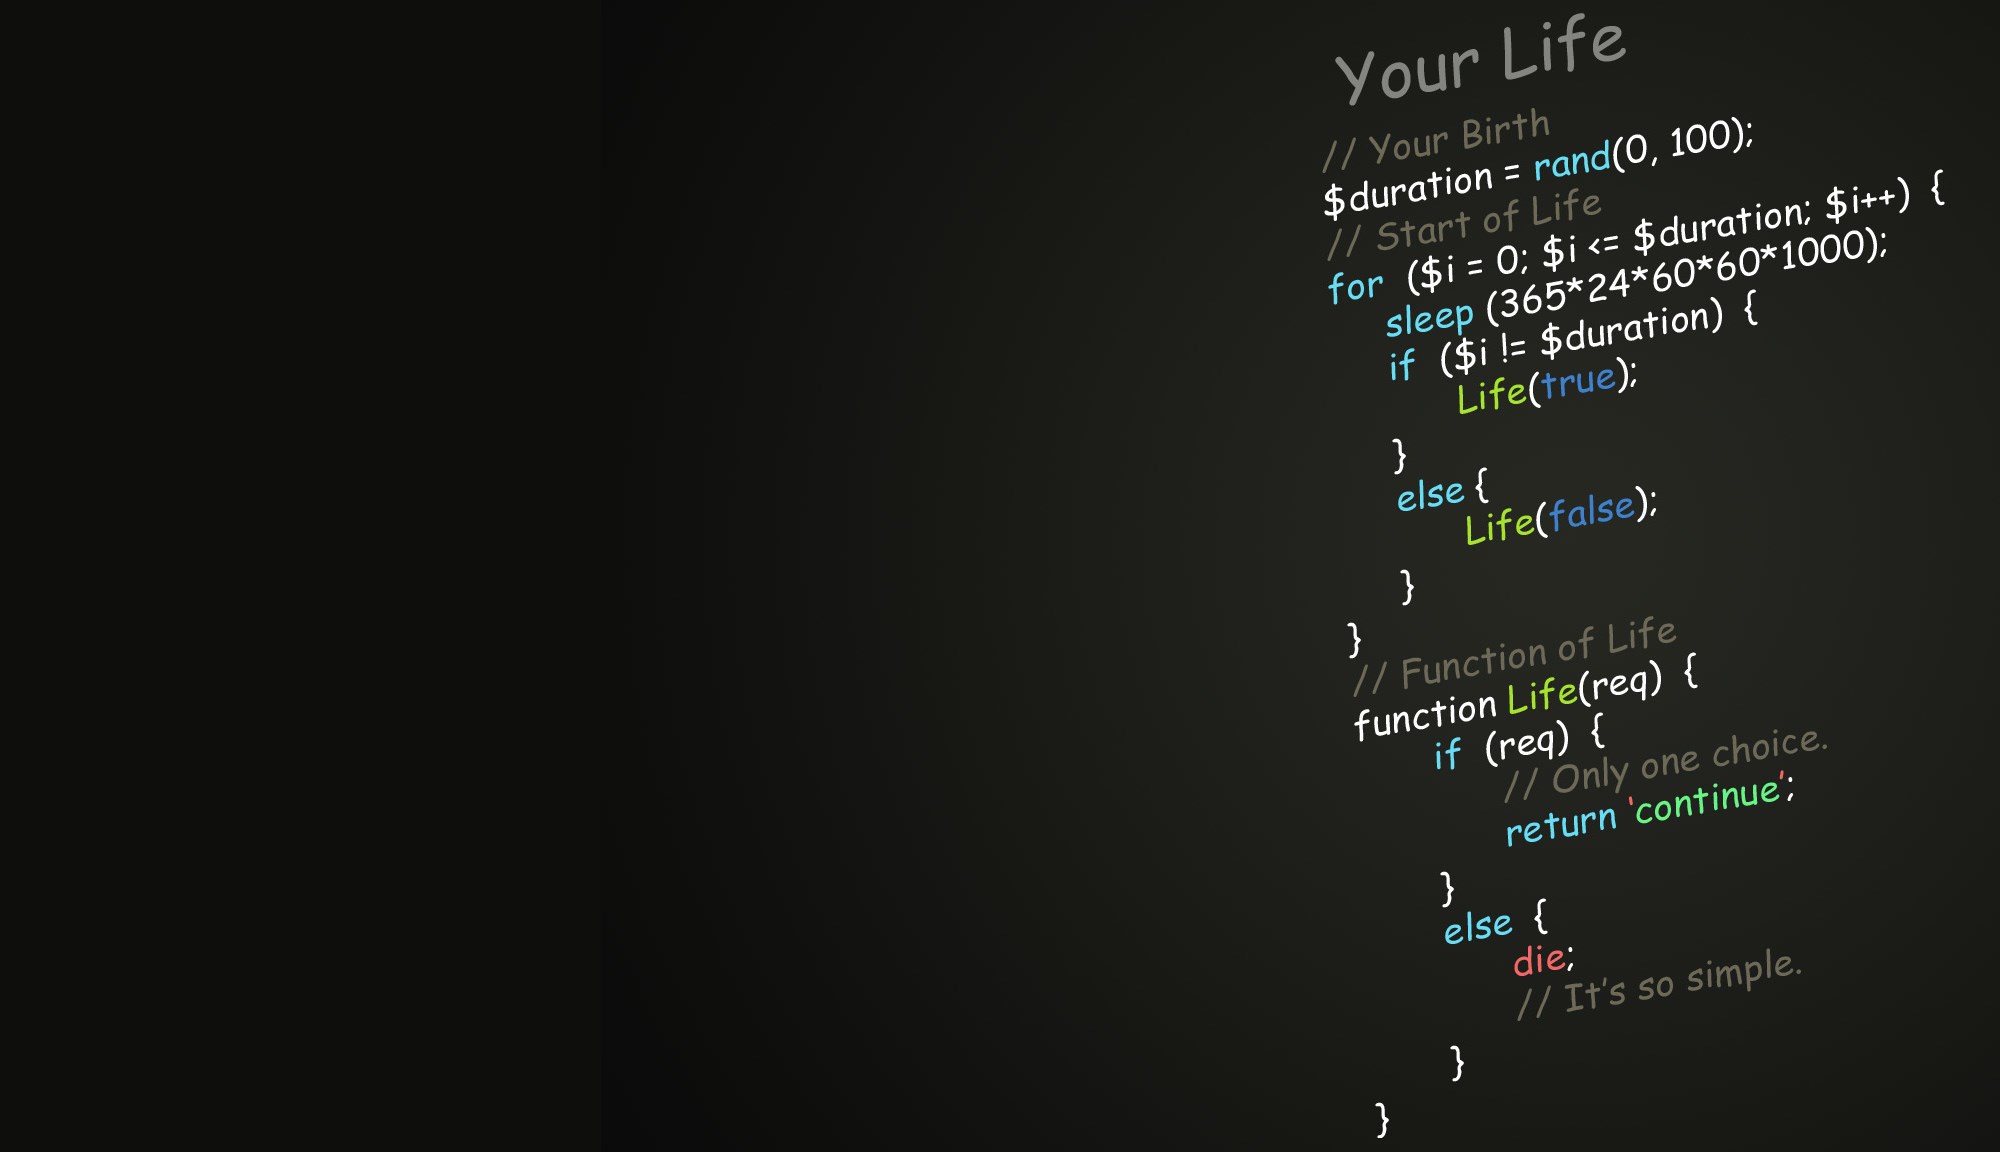 Your Life
// Your Birth
$duration = rand(0, 100);
// Start of Life
for ($i = 0; $i <= $duration; $i++) {
sleep (365*24*60*60*1000);
if ($i != $duration) {
Life(true);
}
else {
Life(false);
}
}
// Function of Life
function Life(req) {
if (req) {
// Only one choice.
return 'continue';
}
else {
die;
// It's so simple.
}
}